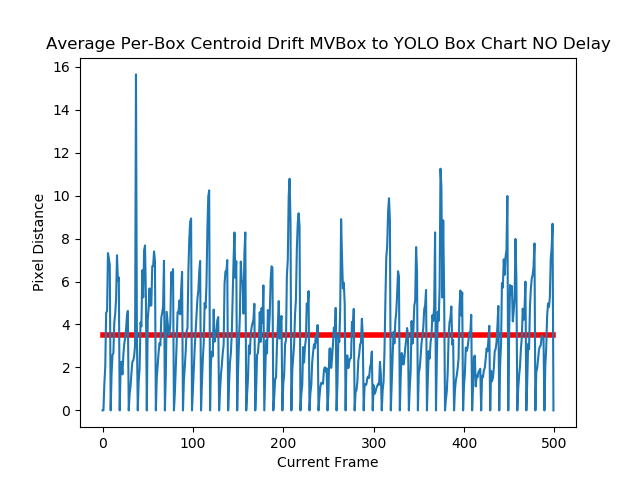 Average Per-Box Centroid Drift MVBox to YOLO Box Chart NO Delay
16
14
12
10
8
6
4
2
0
Pixel Distance
0 100 200 300 400 500
Current Frame